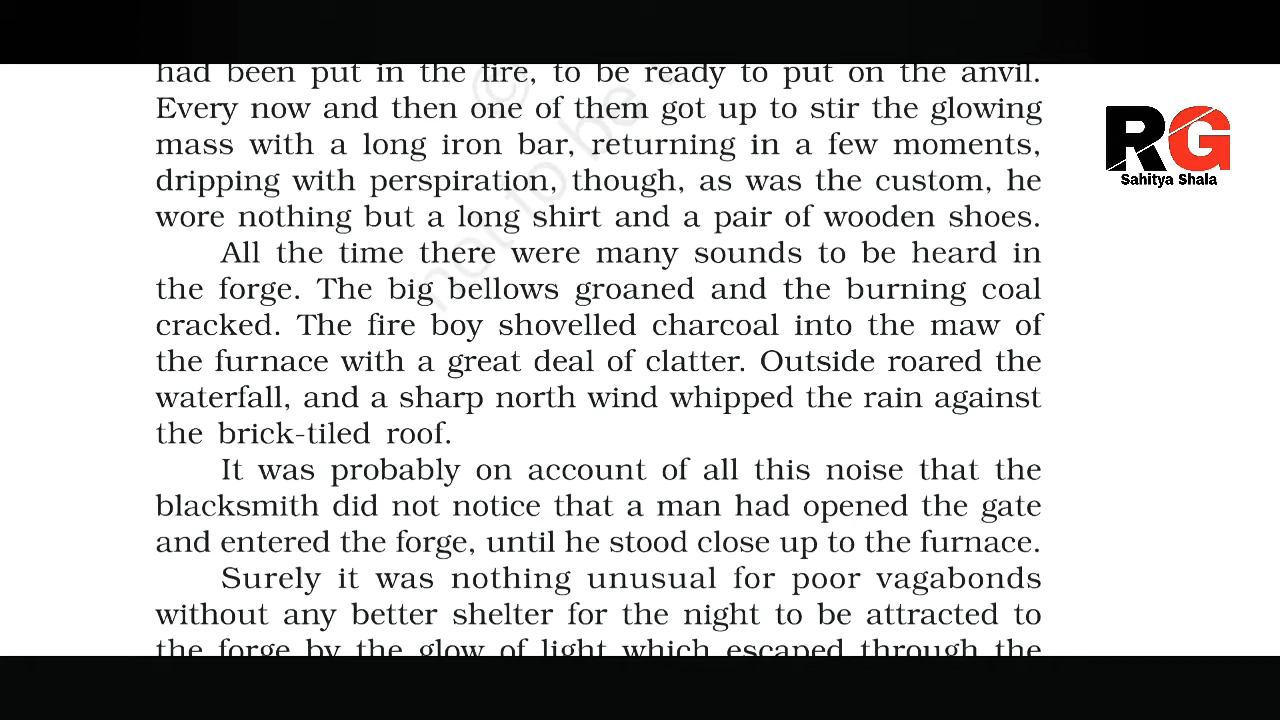 had been put in the fire, to be ready to put on the anvil.
Every now and then one of them got up to stir the glowing
mass with a long iron bar, returning in a few moments,
dripping with perspiration, though, as was the custom, he
wore nothing but a long shirt and a pair of wooden shoes.
All the time there were many sounds to be heard in
the forge. The big bellows groaned and the burning coal
cracked. The fire boy shovelled charcoal into the maw of
the furnace with a great deal of clatter. Outside roared the
waterfall, and a sharp north wind whipped the rain against
the brick-tiled roof.
It was probably on account of all this noise that the
blacksmith did not notice that a man had opened the gate
and entered the forge, until he stood close up to the furnace.
Surely it was nothing unusual for poor vagabonds
without any better shelter for the night to be attracted to
the forge by the glow of light which escaped through the
RG
Sahitya Shala
©
not to be